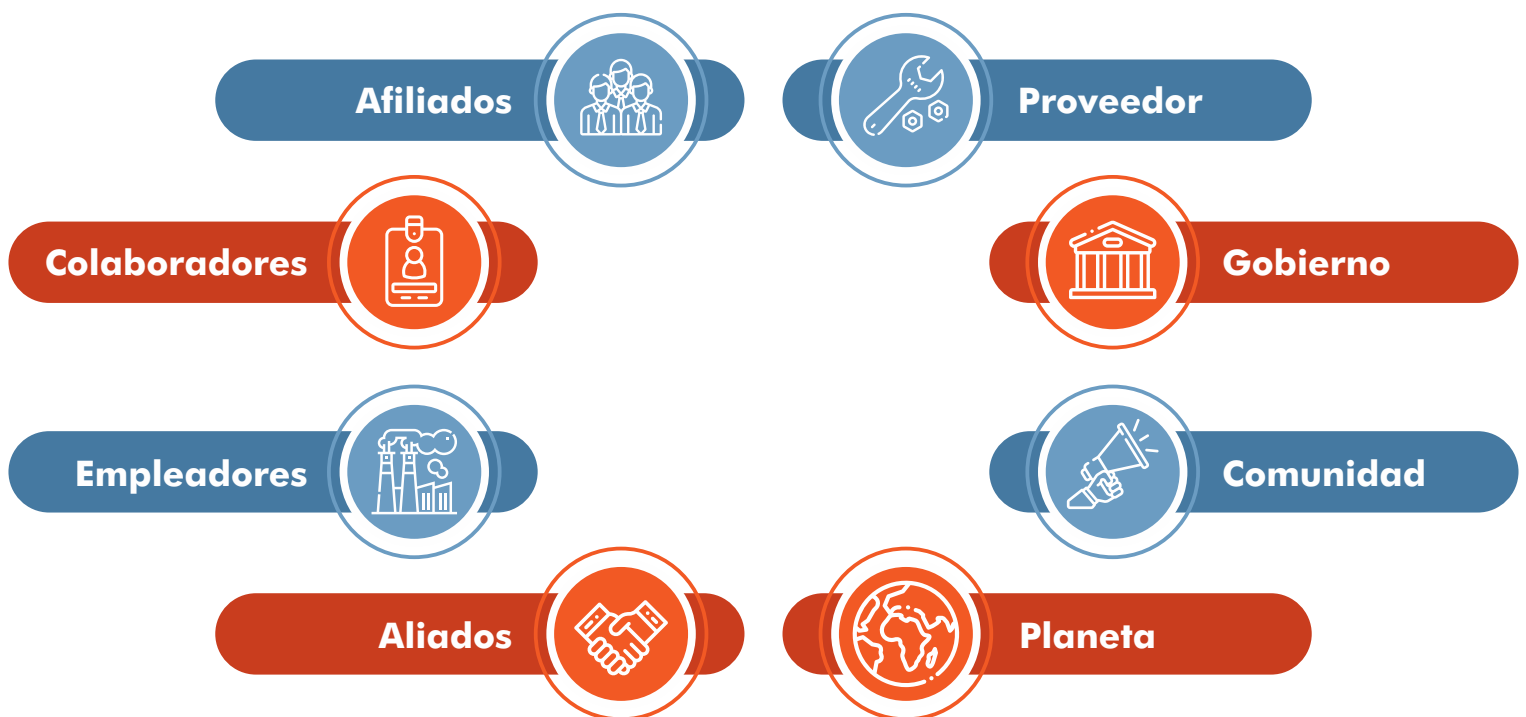 Afiliados
Proveedor
Colaboradores
Gobierno
Empleadores
Comunidad
Aliados
Planeta